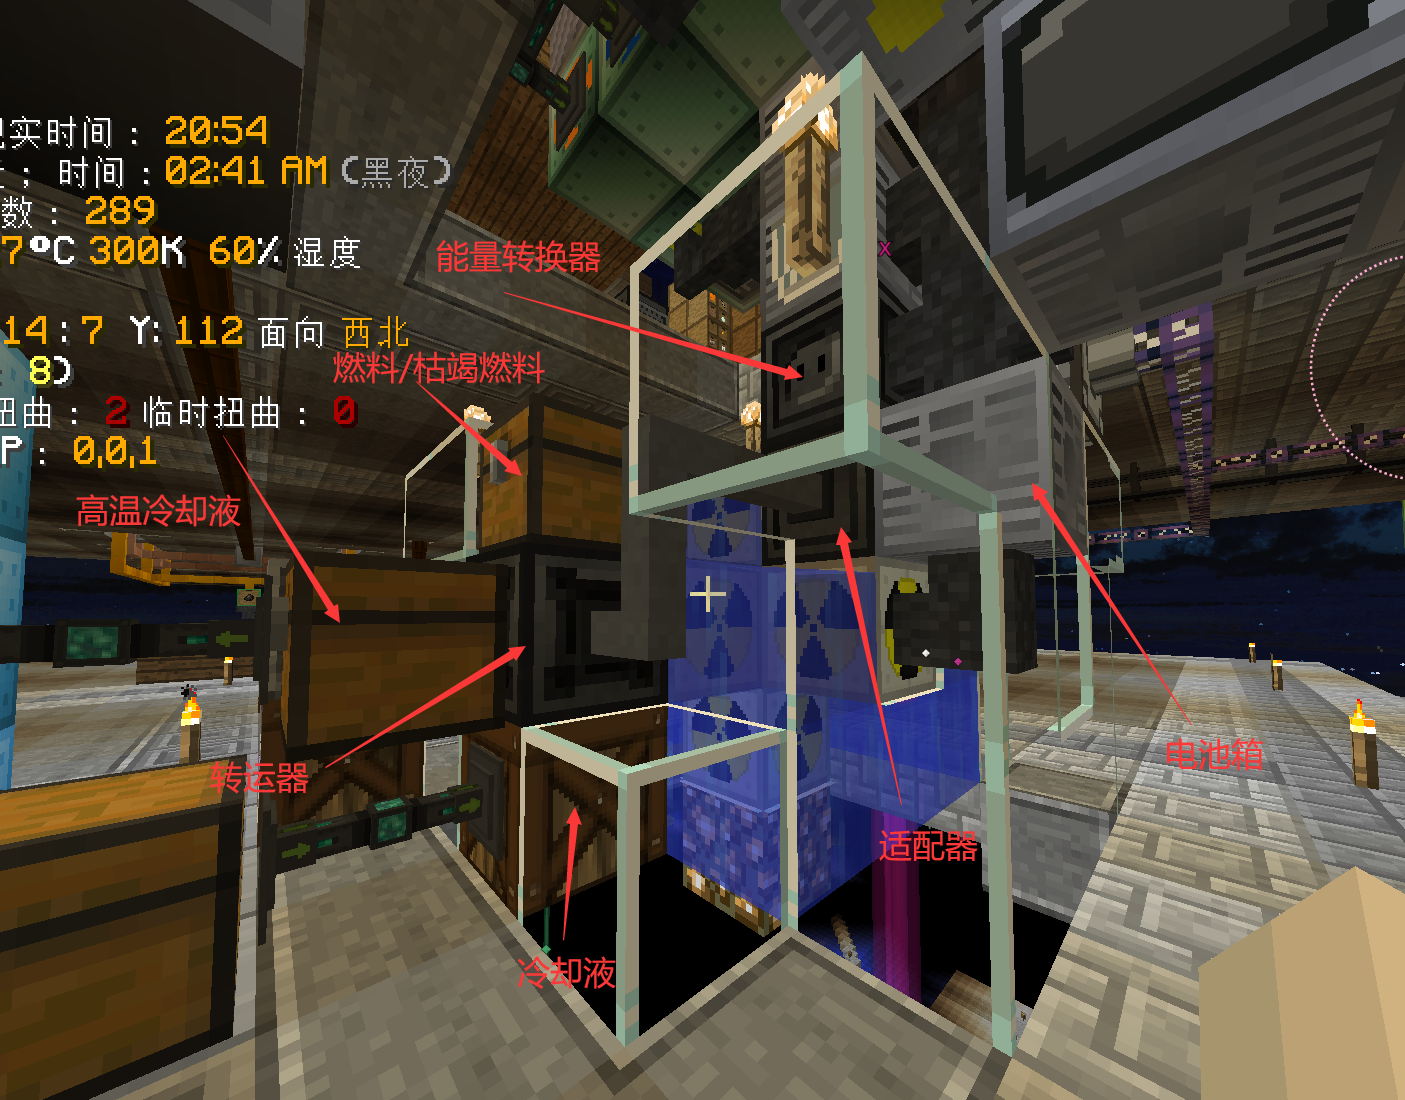 实时间：20:54
；时间：02:41 AM (黑夜)
数：289
7°C 300K 60% 湿度
能量转换器
14:7 Y:112 面向 西北
8)
燃料/枯竭燃料
扭曲：2 临时扭曲：0
P：0,0,1
高温冷却液
转运器
电池箱
适配器
冷却液
x